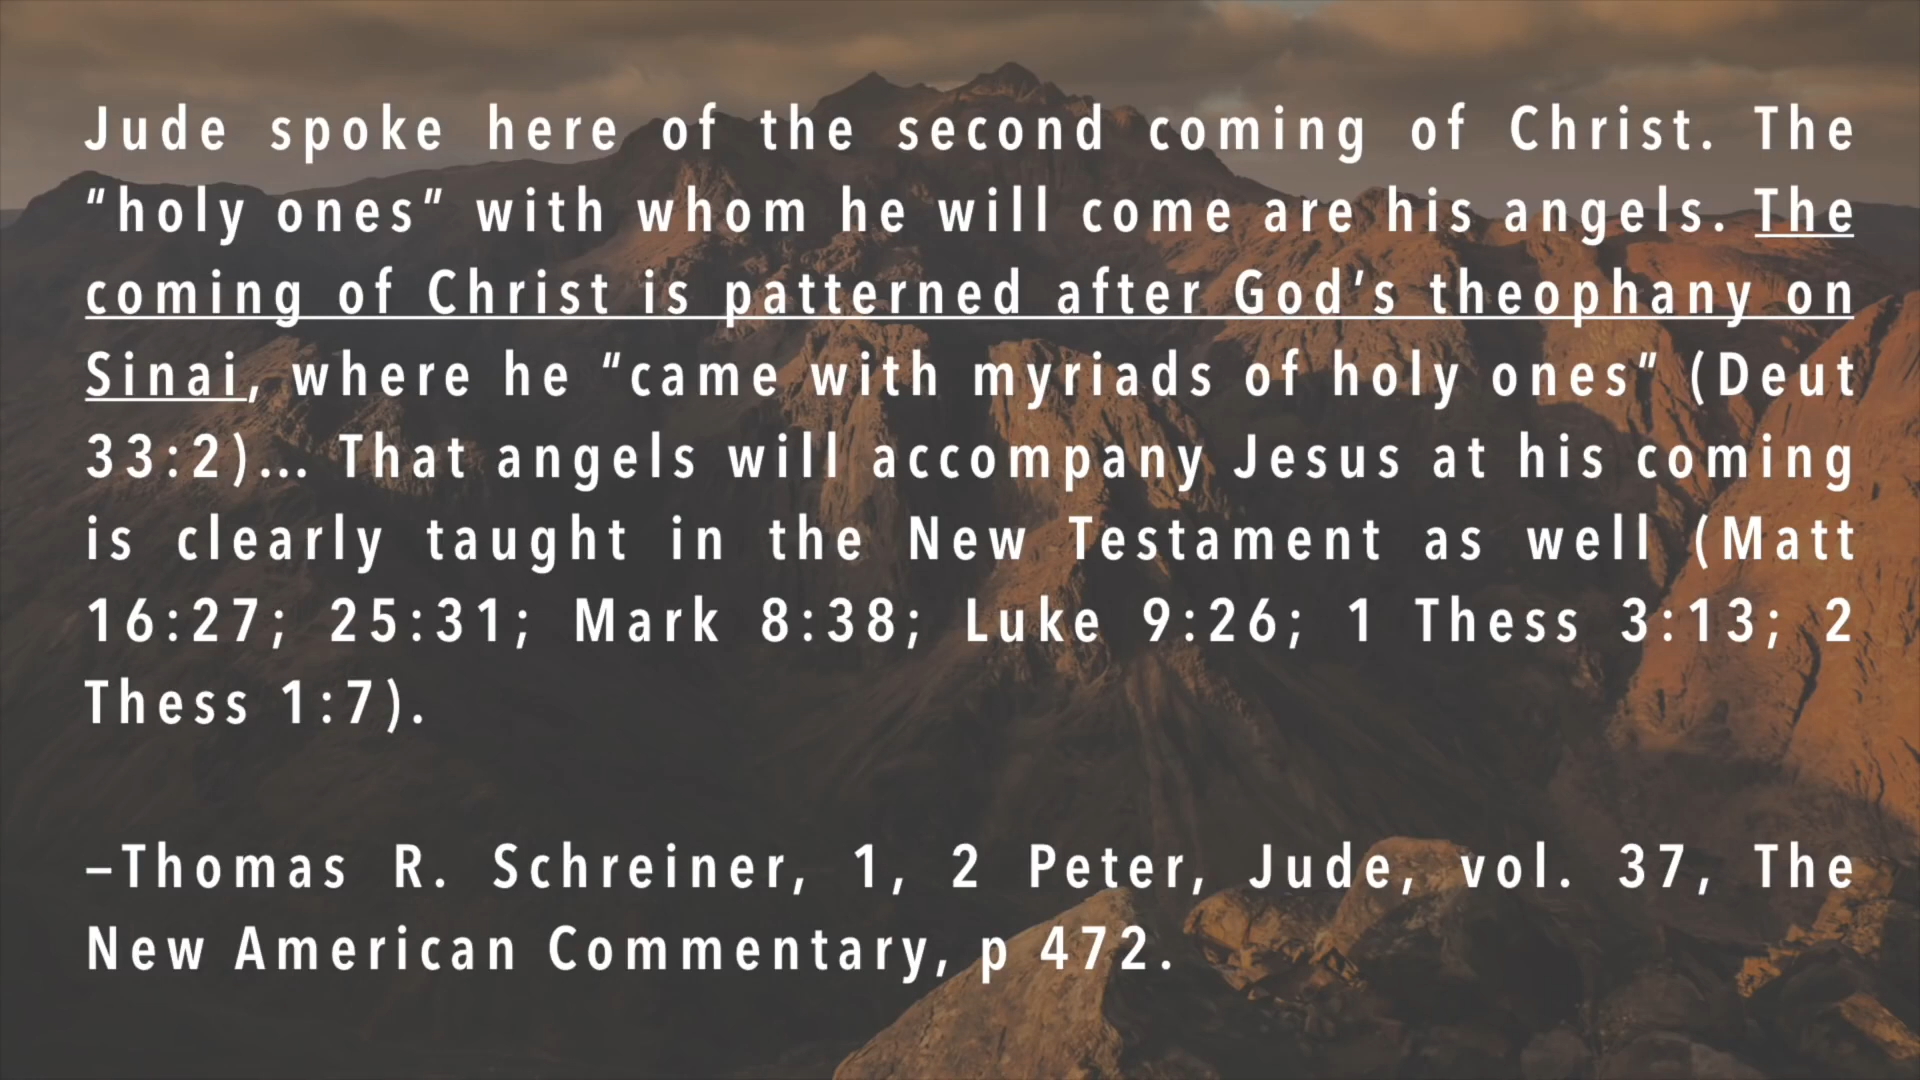 Jude spoke here of the second coming of Christ. The
“holy ones” with whom he will come are his angels. The
coming of Christ is patterned after God’s theophany on
Sinai, where he “came with myriads of holy ones” (Deut
33:2)… That angels will accompany Jesus at his coming
is clearly taught in the New Testament as well (Matt
16:27; 25:31; Mark 8:38; Luke 9:26; 1 Thess 3:13; 2
Thess 1:7).
–Thomas R. Schreiner, 1, 2 Peter, Jude, vol. 37, The
New American Commentary, p 472.